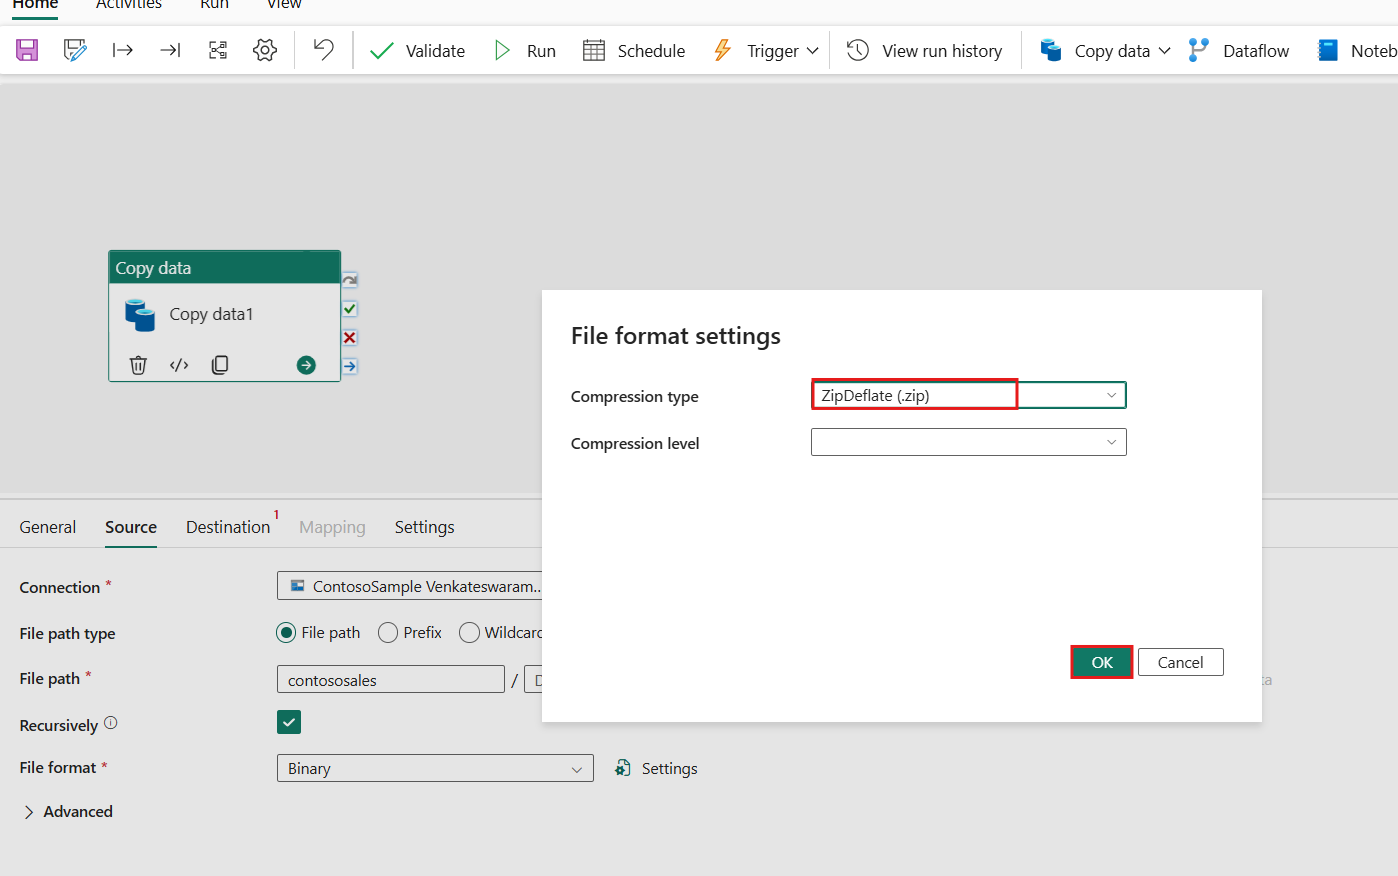 Home Activities Run View
Validate Run Schedule Trigger View run history Copy data Dataflow Noteb
Copy data
Copy data1
File format settings
Compression type ZipDeflate (.zip)
Compression level
OK Cancel
General Source Destination 1 Mapping Settings
Connection * ContosoSample Venkateswaram...
File path type File path Prefix Wildcard
File path * contososales /
Recursively
File format * Binary Settings
Advanced